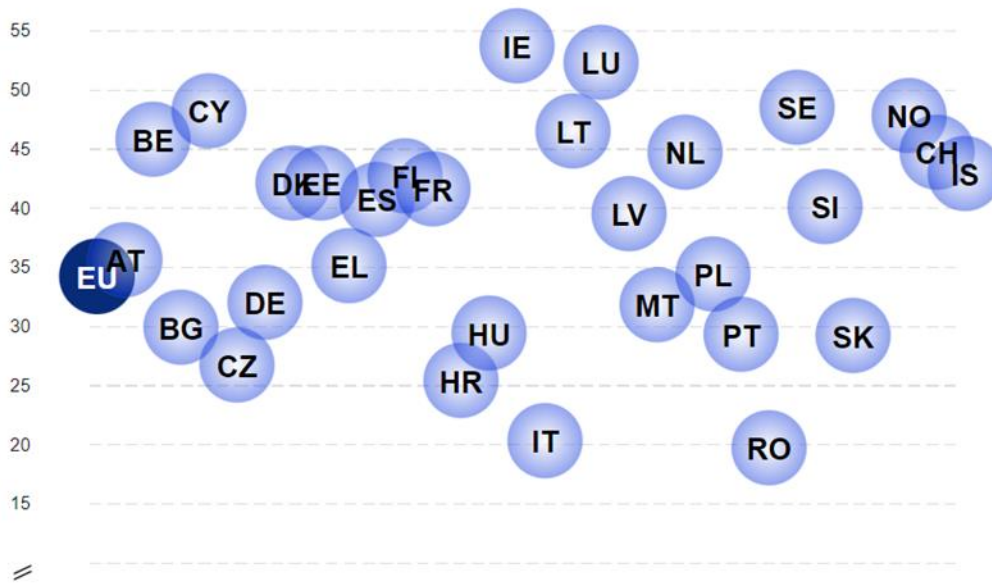 55
IE
LU
50
CY
SE
NO
BE
LT
45
NL
CH
IS
DK
EE
FI
FR
ES
LV
SI
40
AT
EU
35
EL
PL
DE
MT
30
BG
HU
PT
SK
CZ
HR
25
IT
RO
20
15